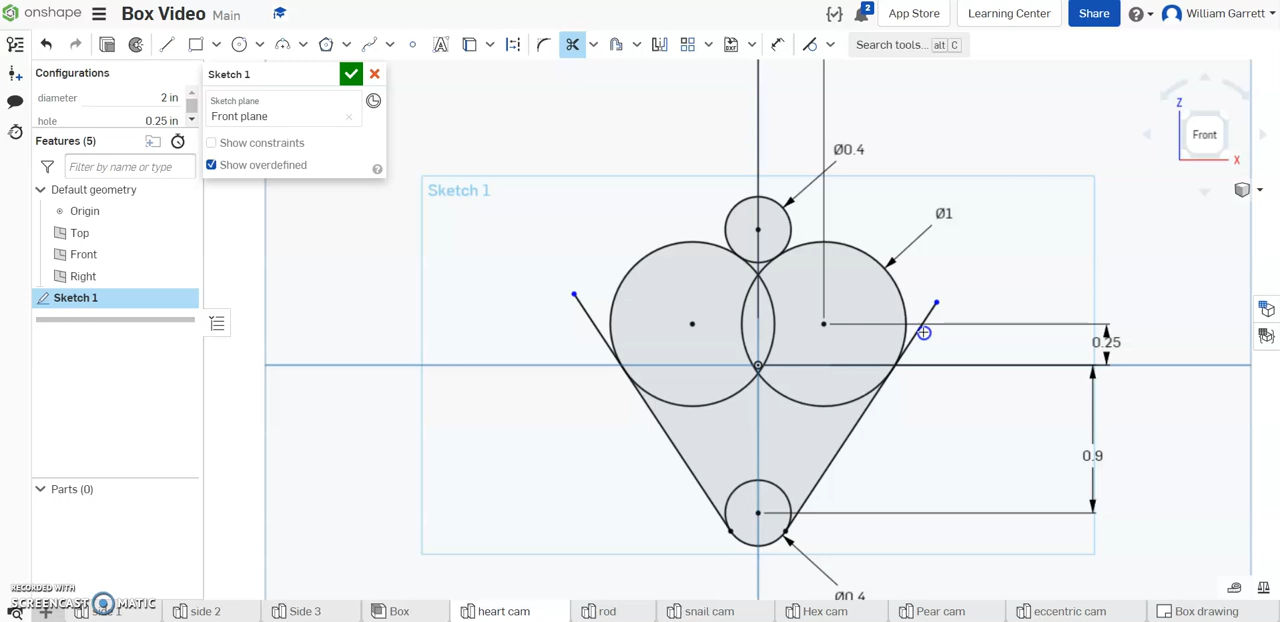 onshape Box Video Main 2 App Store Learning Center Share William Garrett
Search tools... alt C
Configurations
diameter 2 in
hole 0.25 in
Features (5)
Filter by name or type
Default geometry
Origin
Top
Front
Right
Sketch 1
Parts (0)
Sketch 1
Sketch plane
Front plane
Show constraints
Show overdefined
Sketch 1
Ø0.4
Ø1
0.25
0.9
Ø0.4
Z
Front
X
RECORDED WITH
SCREENCAST MATIC
side 1 side 2 Side 3 Box heart cam rod snail cam Hex cam Pear cam eccentric cam Box drawing